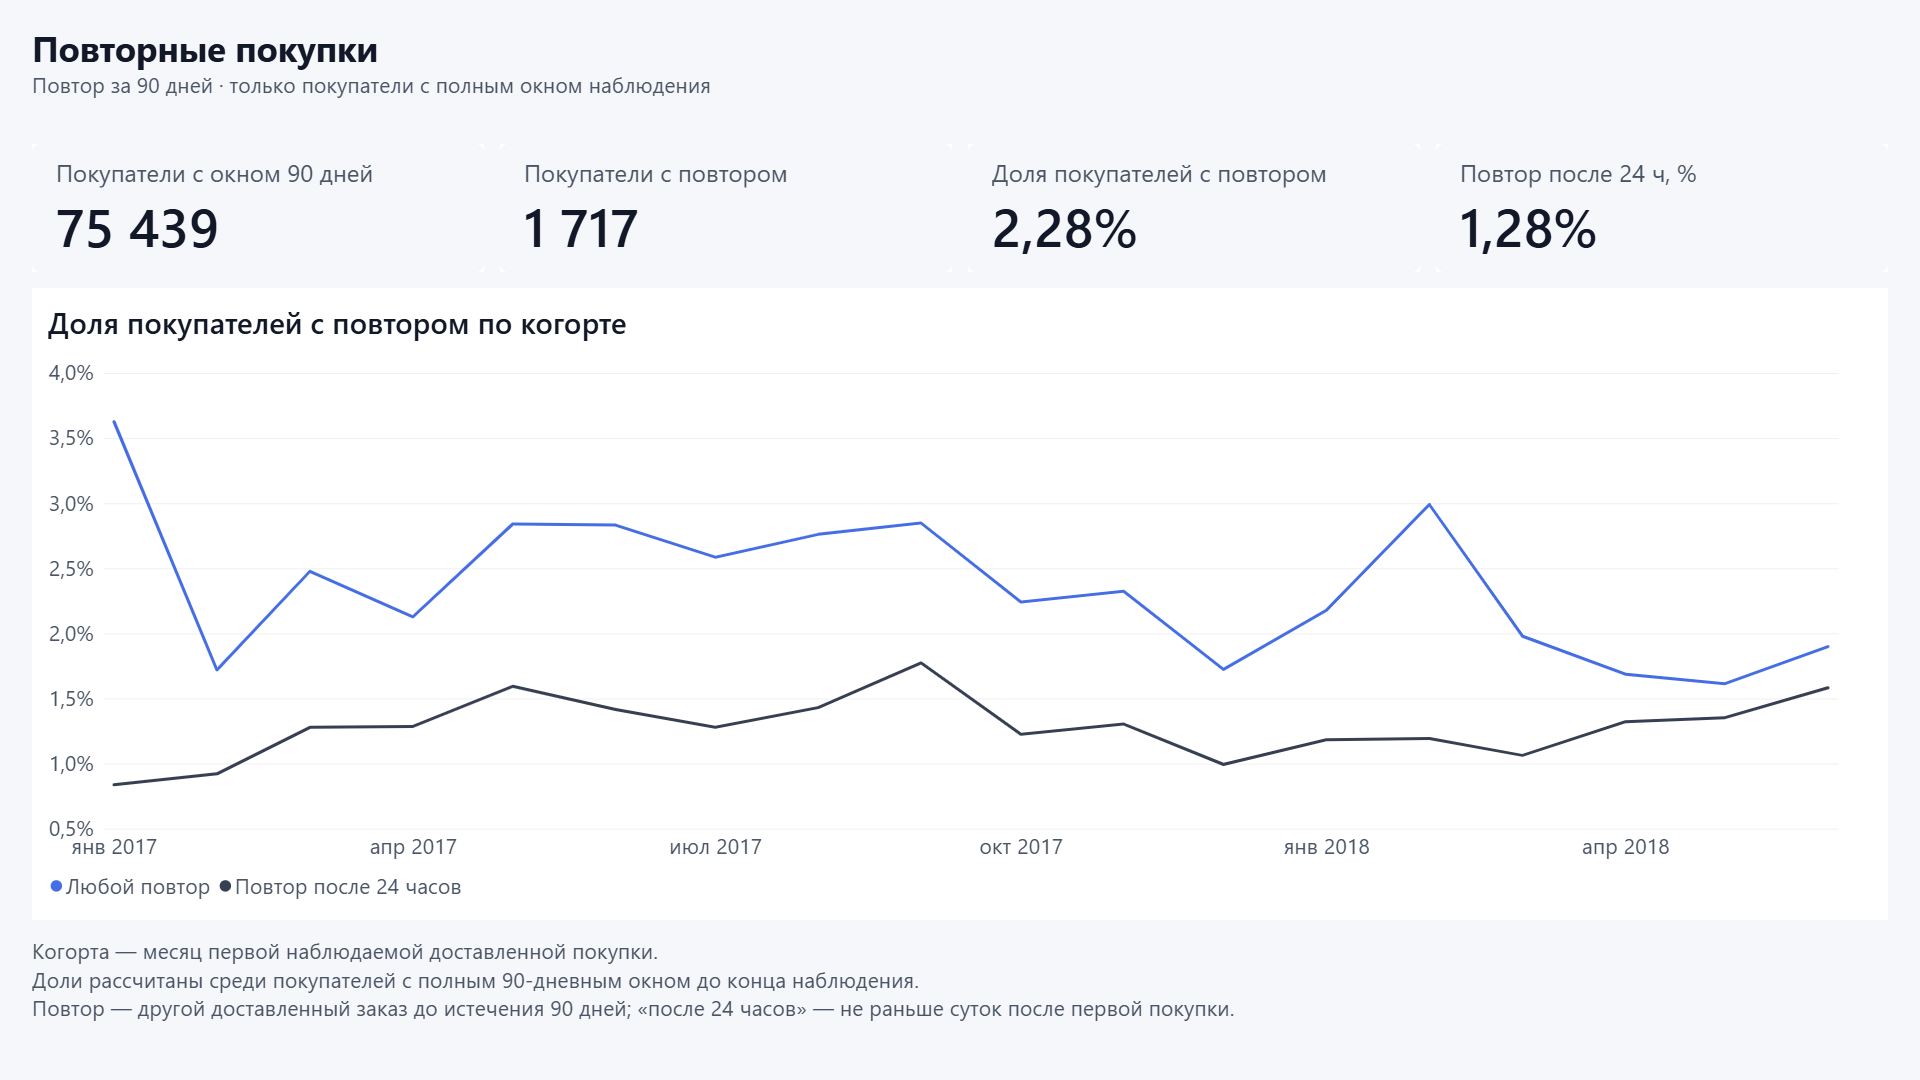 Повторные покупки
Повтор за 90 дней · только покупатели с полным окном наблюдения
Покупатели с окном 90 дней
75 439
Покупатели с повтором
1 717
Доля покупателей с повтором
2,28%
Повтор после 24 ч, %
1,28%
Доля покупателей с повтором по когорте
4,0%
3,5%
3,0%
2,5%
2,0%
1,5%
1,0%
0,5%
янв 2017 апр 2017 июл 2017 окт 2017 янв 2018 апр 2018
Любой повтор Повтор после 24 часов
Когорта — месяц первой наблюдаемой доставленной покупки.
Доли рассчитаны среди покупателей с полным 90-дневным окном до конца наблюдения.
Повтор — другой доставленный заказ до истечения 90 дней; «после 24 часов» — не раньше суток после первой покупки.